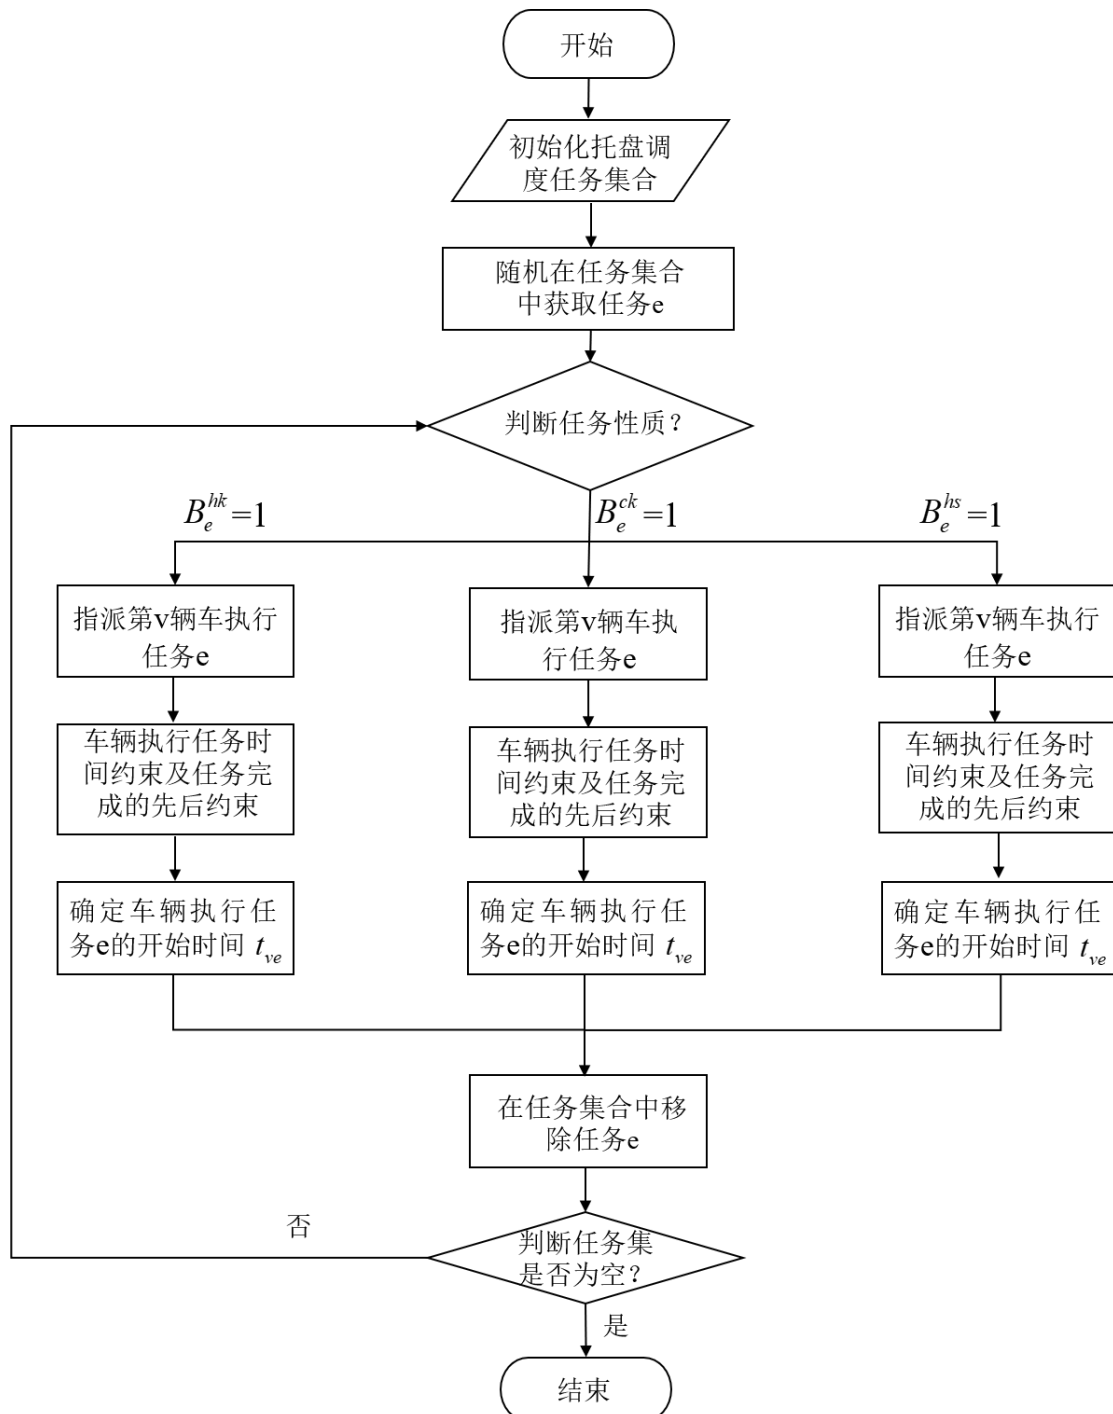 开始
初始化托盘调
度任务集合
随机在任务集合
中获取任务e
判断任务性质？
B_e^{hk}=1
B_e^{ck}=1
B_e^{hs}=1
指派第v辆车执行
任务e
指派第v辆车执
行任务e
指派第v辆车执行
任务e
车辆执行任务时
间约束及任务完
成的先后约束
车辆执行任务时
间约束及任务完
成的先后约束
车辆执行任务时
间约束及任务完
成的先后约束
确定车辆执行任
务e的开始时间 t_{ve}
确定车辆执行任
务e的开始时间 t_{ve}
确定车辆执行任
务e的开始时间 t_{ve}
在任务集合中移
除任务e
否
判断任务集
是否为空？
是
结束